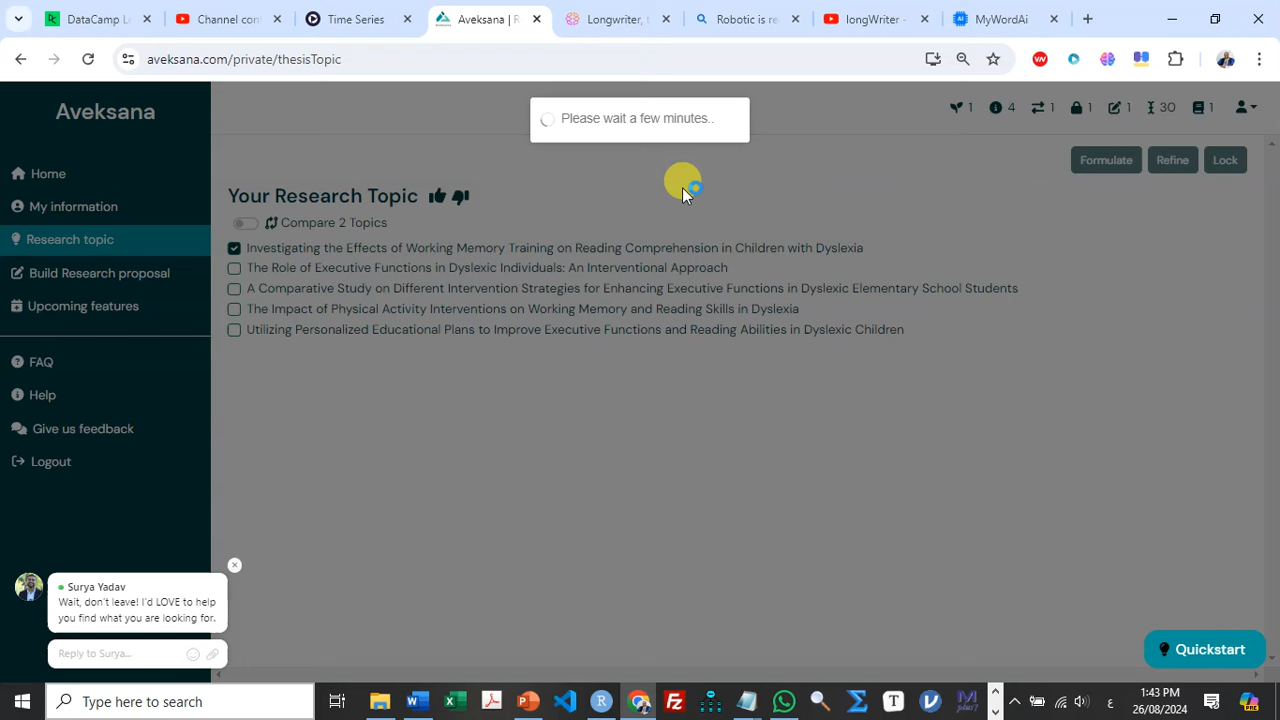 DataCamp L
Channel con
Time Series
Aveksana | R
Longwriter,
Robotic is re
longWriter -
MyWordAi
aveksana.com/private/thesisTopic
Aveksana
Please wait a few minutes..
1
4
1
1
1
30
1
Home
My information
Research topic
Build Research proposal
Upcoming features
FAQ
Help
Give us feedback
Logout
Formulate
Refine
Lock
Your Research Topic
Compare 2 Topics
Investigating the Effects of Working Memory Training on Reading Comprehension in Children with Dyslexia
The Role of Executive Functions in Dyslexic Individuals: An Interventional Approach
A Comparative Study on Different Intervention Strategies for Enhancing Executive Functions in Dyslexic Elementary School Students
The Impact of Physical Activity Interventions on Working Memory and Reading Skills in Dyslexia
Utilizing Personalized Educational Plans to Improve Executive Functions and Reading Abilities in Dyslexic Children
Surya Yadav
Wait, don't leave! I'd LOVE to help
you find what you are looking for.
Reply to Surya...
Quickstart
Type here to search
ع
1:43 PM
26/08/2024